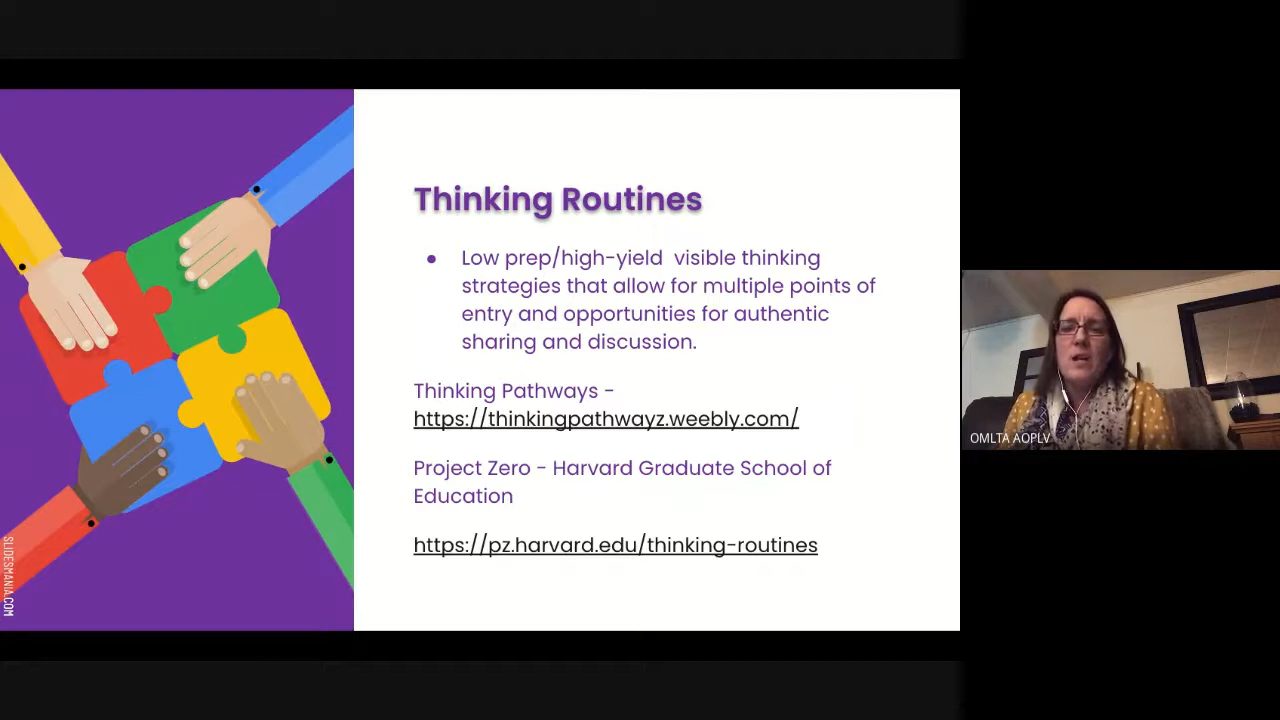 Thinking Routines
● Low prep/high-yield  visible thinking
strategies that allow for multiple points of
entry and opportunities for authentic
sharing and discussion.
Thinking Pathways -
https://thinkingpathwayz.weebly.com/
Project Zero - Harvard Graduate School of
Education
https://pz.harvard.edu/thinking-routines
SLIDESMANIA.COM
OMLTA AOPLV